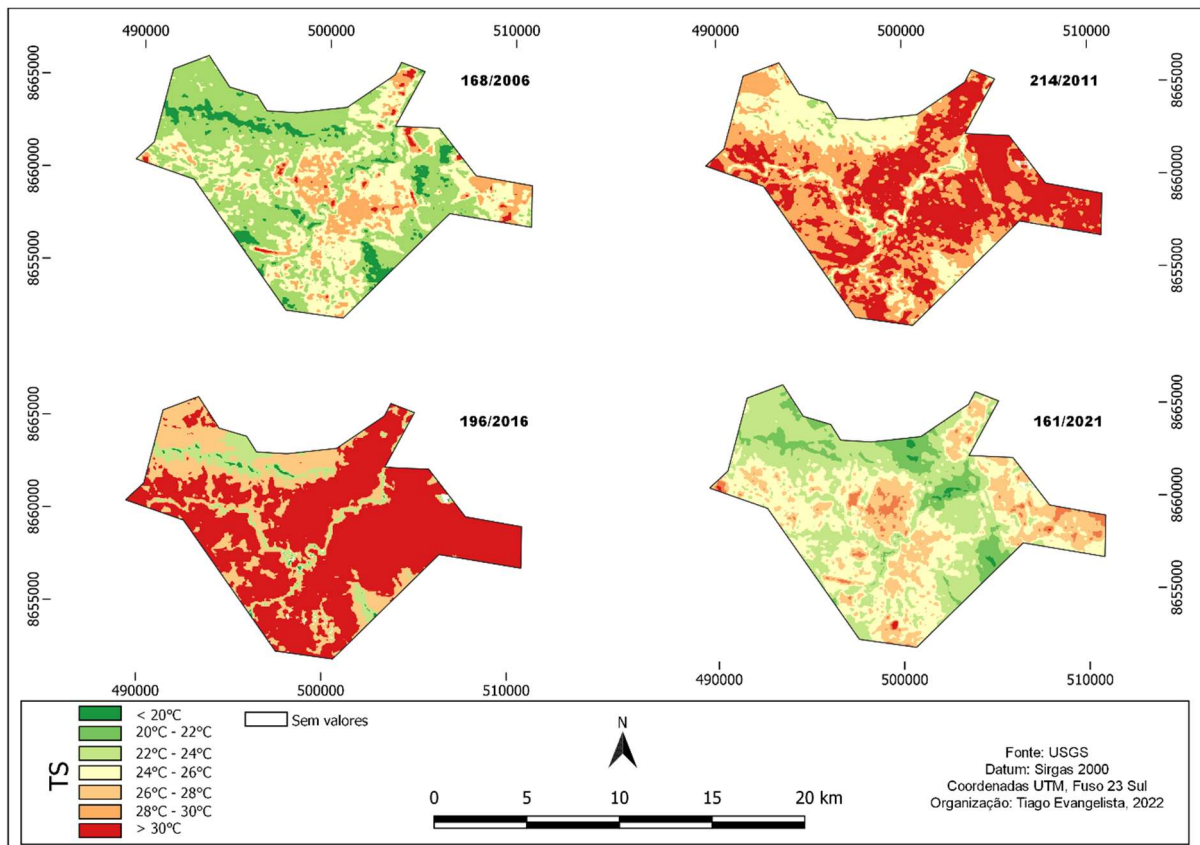 490000 500000 510000
490000 500000 510000
168/2006
214/2011
8665000
8660000
8655000
8665000
8660000
8655000
196/2016
161/2021
8665000
8660000
8655000
8665000
8660000
8655000
490000 500000 510000
490000 500000 510000
TS
< 20ºC
20ºC - 22ºC
22ºC - 24ºC
24ºC - 26ºC
26ºC - 28ºC
28ºC - 30ºC
> 30ºC
Sem valores
N
0 5 10 15 20 km
Fonte: USGS
Datum: Sirgas 2000
Coordenadas UTM, Fuso 23 Sul
Organização: Tiago Evangelista, 2022